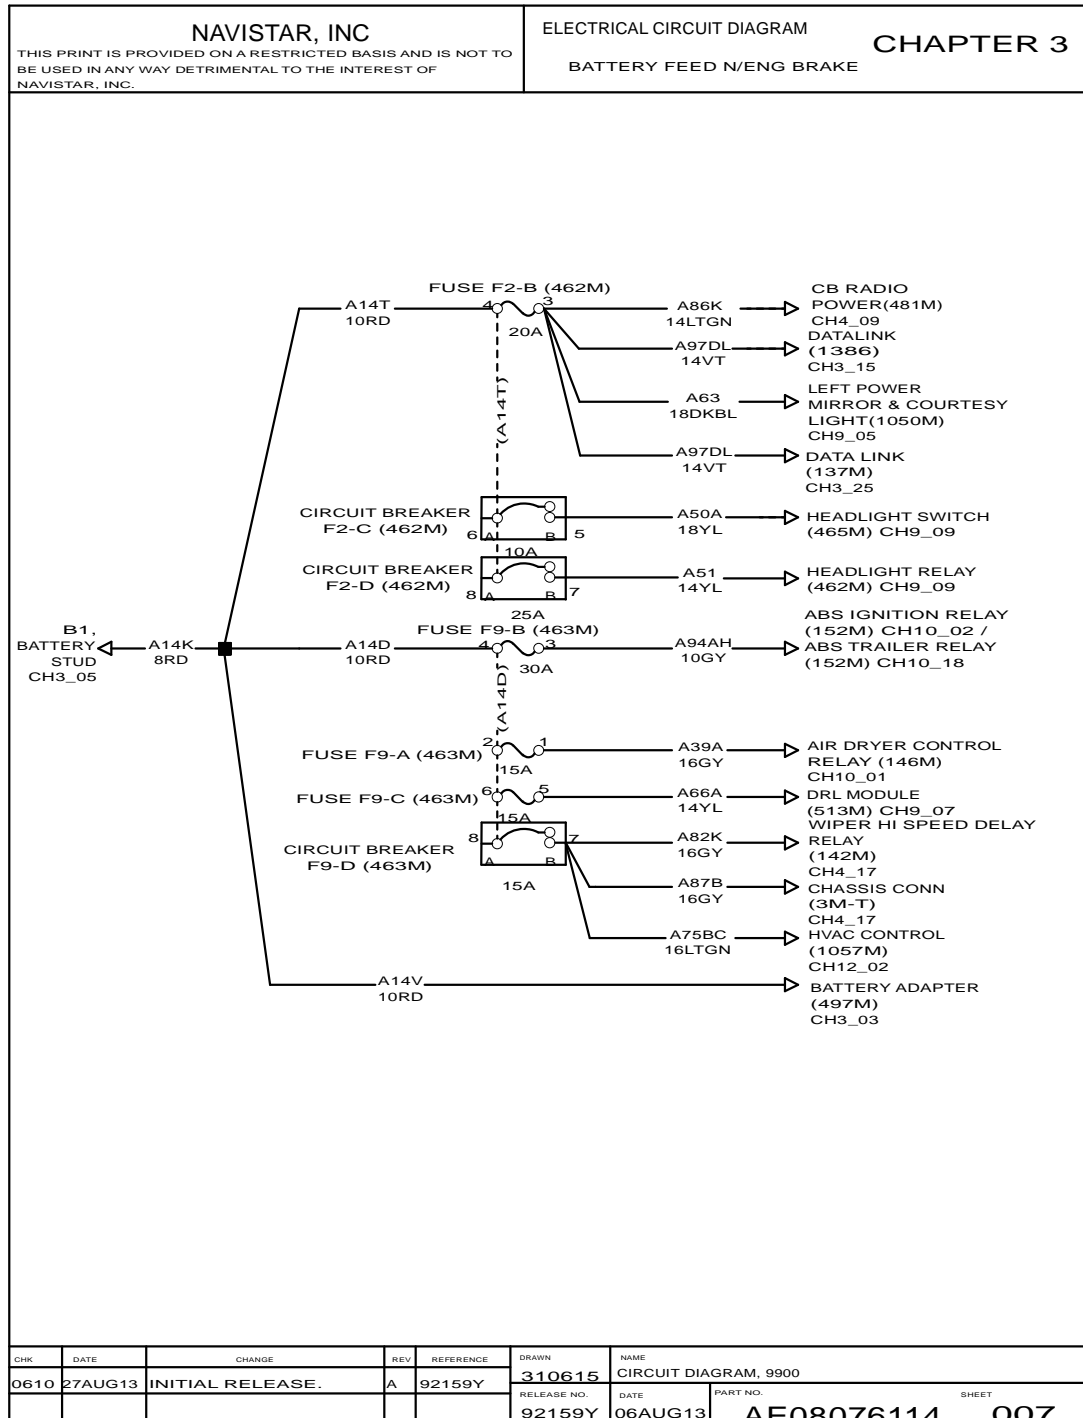 NAVISTAR, INC
THIS PRINT IS PROVIDED ON A RESTRICTED BASIS AND IS NOT TO
BE USED IN ANY WAY DETRIMENTAL TO THE INTEREST OF
NAVISTAR, INC.
ELECTRICAL CIRCUIT DIAGRAM
BATTERY FEED N/ENG BRAKE
CHAPTER 3
FUSE F2-B (462M)
A14T
10RD
4
3
20A
A86K
14LTGN
CB RADIO
POWER(481M)
CH4_09
A97DL
14VT
DATALINK
(1386)
CH3_15
(A14T)
A63
18DKBL
LEFT POWER
MIRROR & COURTESY
LIGHT(1050M)
CH9_05
A97DL
14VT
DATA LINK
(137M)
CH3_25
CIRCUIT BREAKER
F2-C (462M)
6
A
B
5
10A
A50A
18YL
HEADLIGHT SWITCH
(465M) CH9_09
CIRCUIT BREAKER
F2-D (462M)
8
A
B
7
25A
A51
14YL
HEADLIGHT RELAY
(462M) CH9_09
B1,
BATTERY
STUD
CH3_05
A14K
8RD
A14D
10RD
FUSE F9-B (463M)
4
3
30A
A94AH
10GY
ABS IGNITION RELAY
(152M) CH10_02 /
ABS TRAILER RELAY
(152M) CH10_18
(A14D)
FUSE F9-A (463M)
2
1
15A
A39A
16GY
AIR DRYER CONTROL
RELAY (146M)
CH10_01
FUSE F9-C (463M)
6
5
15A
A66A
14YL
DRL MODULE
(513M) CH9_07
CIRCUIT BREAKER
F9-D (463M)
8
A
B
7
15A
A82K
16GY
WIPER HI SPEED DELAY
RELAY
(142M)
CH4_17
A87B
16GY
CHASSIS CONN
(3M-T)
CH4_17
A75BC
16LTGN
HVAC CONTROL
(1057M)
CH12_02
A14V
10RD
BATTERY ADAPTER
(497M)
CH3_03
CHK DATE CHANGE REV REFERENCE
0610 27AUG13 INITIAL RELEASE. A 92159Y
DRAWN
310615
NAME
CIRCUIT DIAGRAM, 9900
RELEASE NO.
92159Y
DATE
06AUG13
PART NO.
AE08076114
SHEET
007